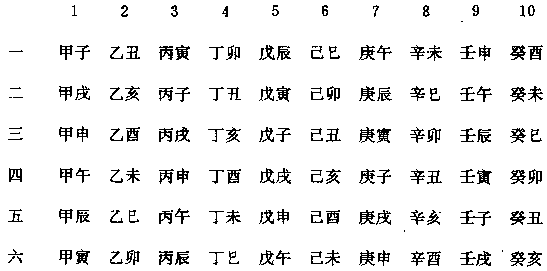 1 2 3 4 5 6 7 8 9 10
一 甲子 乙丑 丙寅 丁卯 戊辰 己巳 庚午 辛未 壬申 癸酉
二 甲戌 乙亥 丙子 丁丑 戊寅 己卯 庚辰 辛巳 壬午 癸未
三 甲申 乙酉 丙戌 丁亥 戊子 己丑 庚寅 辛卯 壬辰 癸巳
四 甲午 乙未 丙申 丁酉 戊戌 己亥 庚子 辛丑 壬寅 癸卯
五 甲辰 乙巳 丙午 丁未 戊申 己酉 庚戌 辛亥 壬子 癸丑
六 甲寅 乙卯 丙辰 丁巳 戊午 己未 庚申 辛酉 壬戌 癸亥